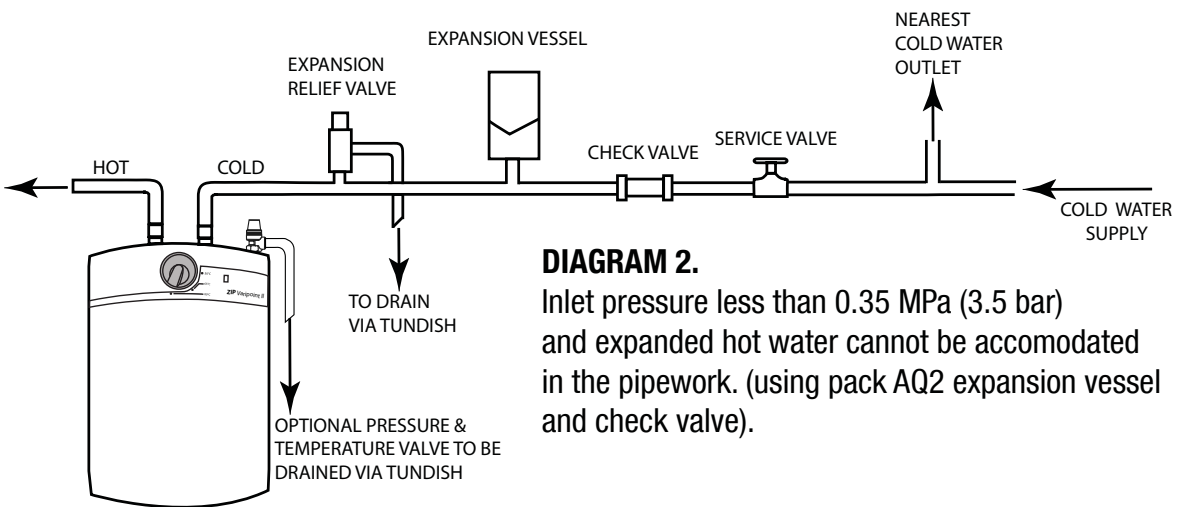 NEAREST
COLD WATER
OUTLET
EXPANSION VESSEL
EXPANSION
RELIEF VALVE
SERVICE VALVE
CHECK VALVE
HOT
COLD
COLD WATER
SUPPLY
ZIP Varipoint II
TO DRAIN
VIA TUNDISH
OPTIONAL PRESSURE &
TEMPERATURE VALVE TO BE
DRAINED VIA TUNDISH
DIAGRAM 2.
Inlet pressure less than 0.35 MPa (3.5 bar)
and expanded hot water cannot be accomodated
in the pipework. (using pack AQ2 expansion vessel
and check valve).